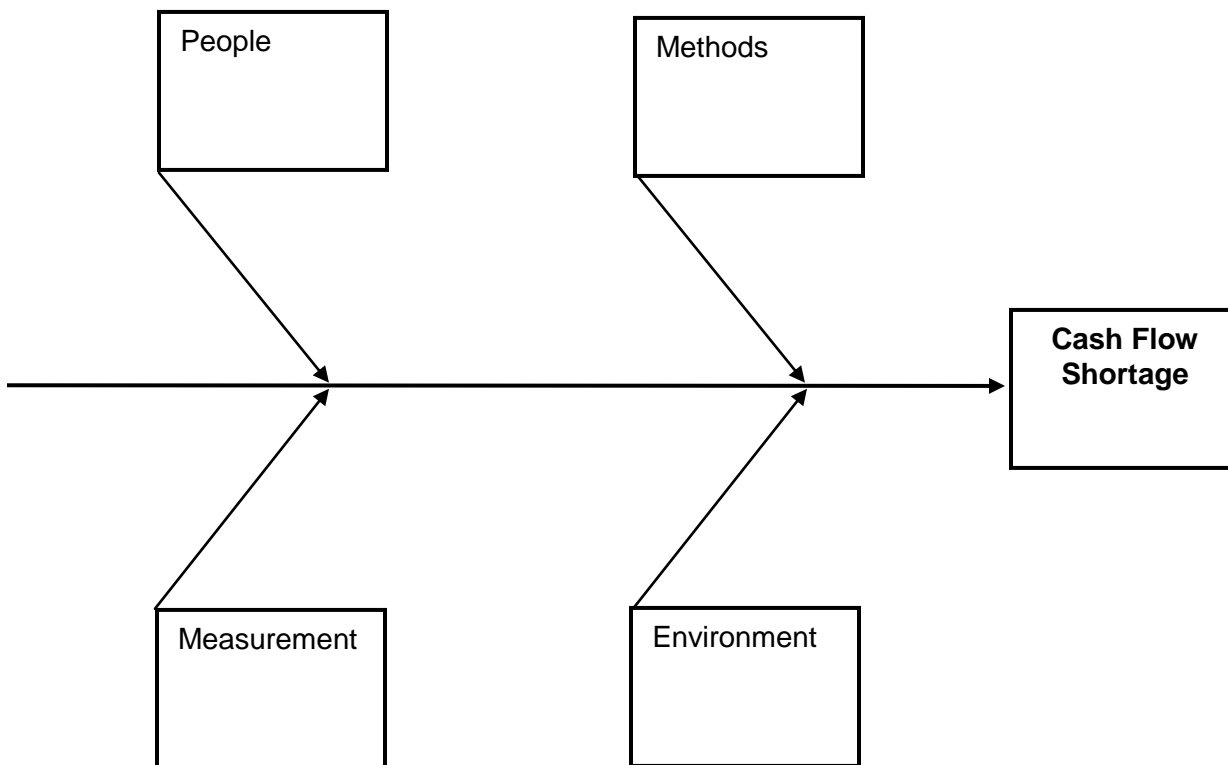 People
Methods
Cash Flow
Shortage
Measurement
Environment